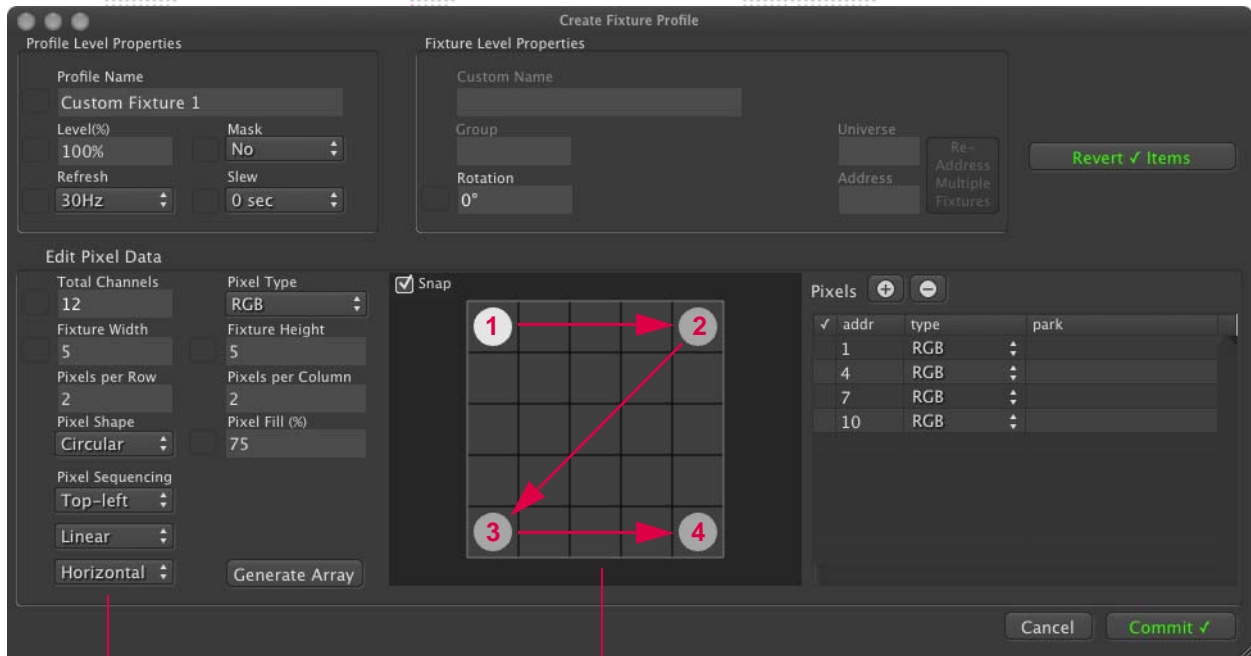 Create Fixture Profile
Profile Level Properties
Profile Name
Custom Fixture 1
Level(%) Mask
100% No
Refresh Slew
30Hz 0 sec
Fixture Level Properties
Custom Name
Group Universe
Rotation Address
0°
Re-
Address
Multiple
Fixtures
Revert ✓ Items
Edit Pixel Data
Total Channels Pixel Type
12 RGB
Fixture Width Fixture Height
5 5
Pixels per Row Pixels per Column
2 2
Pixel Shape Pixel Fill (%)
Circular 75
Pixel Sequencing
Top-left
Linear
Horizontal Generate Array
Snap
1 2
3 4
Pixels
✓ addr type park
1 RGB
4 RGB
7 RGB
10 RGB
Cancel Commit ✓